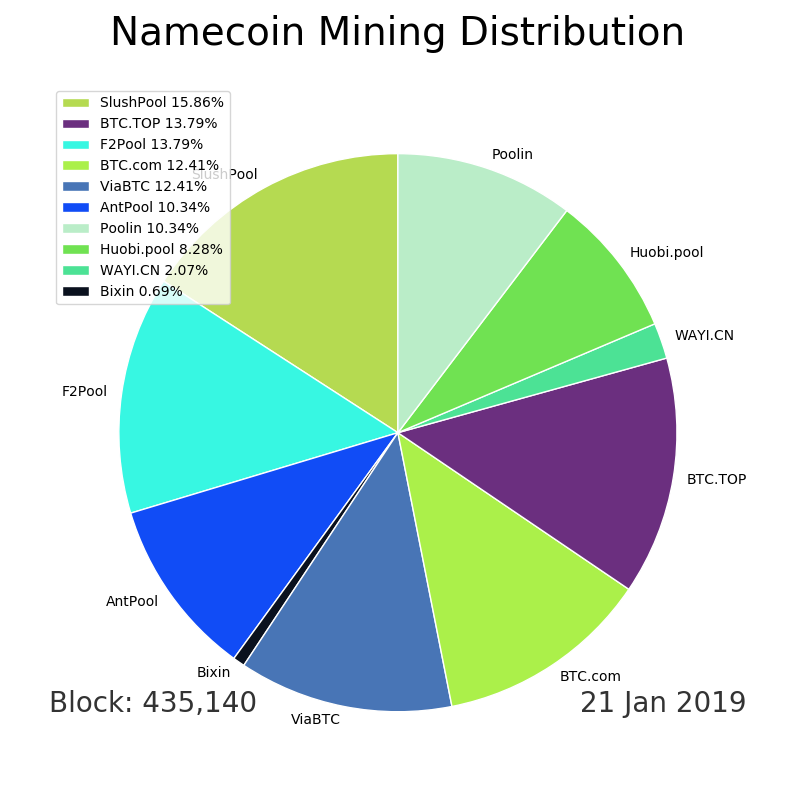 Namecoin Mining Distribution
SlushPool 15.86%
BTC.TOP 13.79%
F2Pool 13.79%
BTC.com 12.41%
ViaBTC 12.41%
AntPool 10.34%
Poolin 10.34%
Huobi.pool 8.28%
WAYI.CN 2.07%
Bixin 0.69%
Poolin
SlushPool
Huobi.pool
WAYI.CN
F2Pool
BTC.TOP
AntPool
Bixin
BTC.com
ViaBTC
Block: 435,140
21 Jan 2019